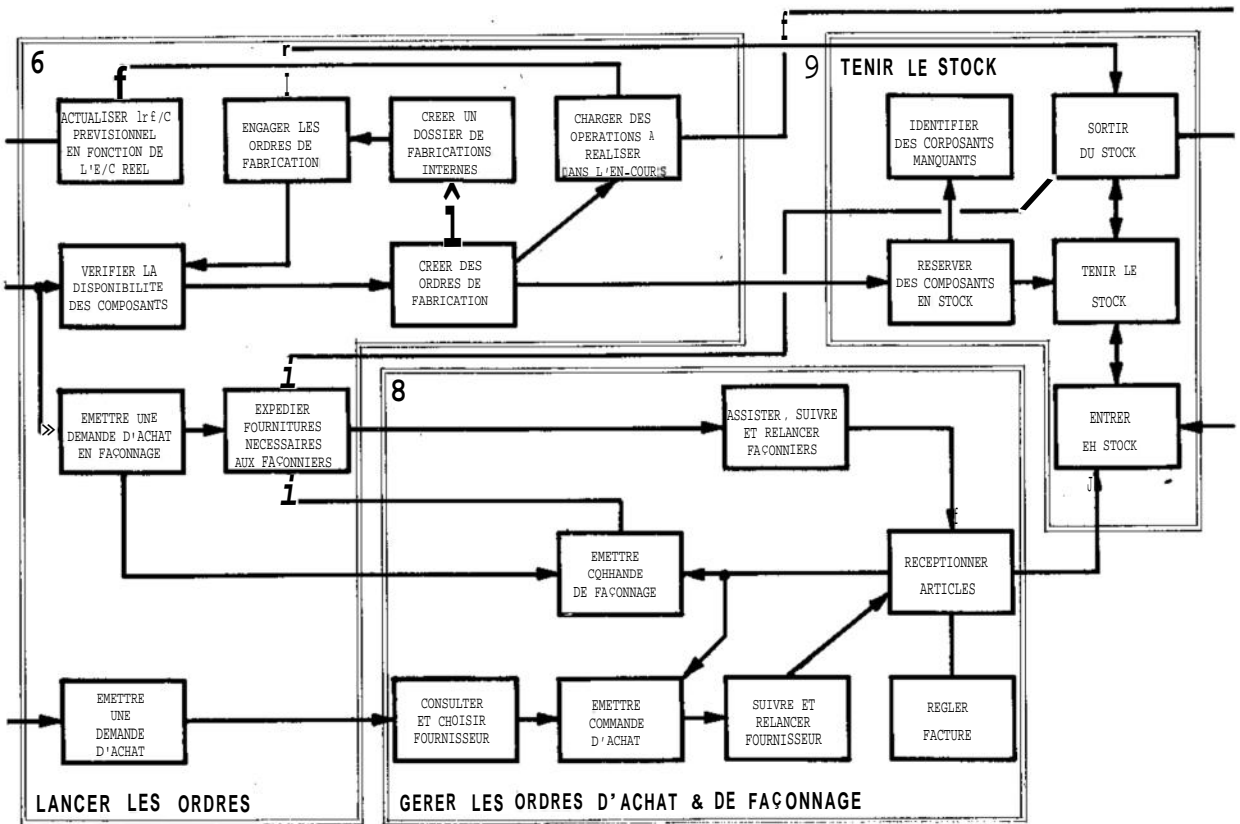 6
ACTUALISER lrf/C
PREVISIONNEL
EN FONCTION DE
L'E/C REEL
ENGAGER LES
ORDRES DE
FABRICATION
CREER UN
DOSSIER DE
FABRICATIONS
INTERNES
CHARGER DES
OPERATIONS A
REALISER
DANS L'EN-COURS
VERIFIER LA
DISPONIBILITE
DES COMPOSANTS
CREER DES
ORDRES DE
FABRICATION
EMETTRE UNE
DEMANDE D'ACHAT
EN FAÇONNAGE
EXPEDIER
FOURNITURES
NECESSAIRES
AUX FAÇONNIERS
EMETTRE
UNE
DEMANDE
D'ACHAT
LANCER LES ORDRES
9 TENIR LE STOCK
IDENTIFIER
DES CORPOSANTS
MANQUANTS
SORTIR
DU STOCK
RESERVER
DES COMPOSANTS
EN STOCK
TENIR LE
STOCK
ENTRER
EH STOCK
8
ASSISTER, SUIVRE
ET RELANCER
FAÇONNIERS
EMETTRE
CQHHANDE
DE FAÇONNAGE
RECEPTIONNER
ARTICLES
CONSULTER
ET CHOISIR
FOURNISSEUR
EMETTRE
COMMANDE
D'ACHAT
SUIVRE ET
RELANCER
FOURNISSEUR
REGLER
FACTURE
GERER LES ORDRES D'ACHAT & DE FAÇONNAGE